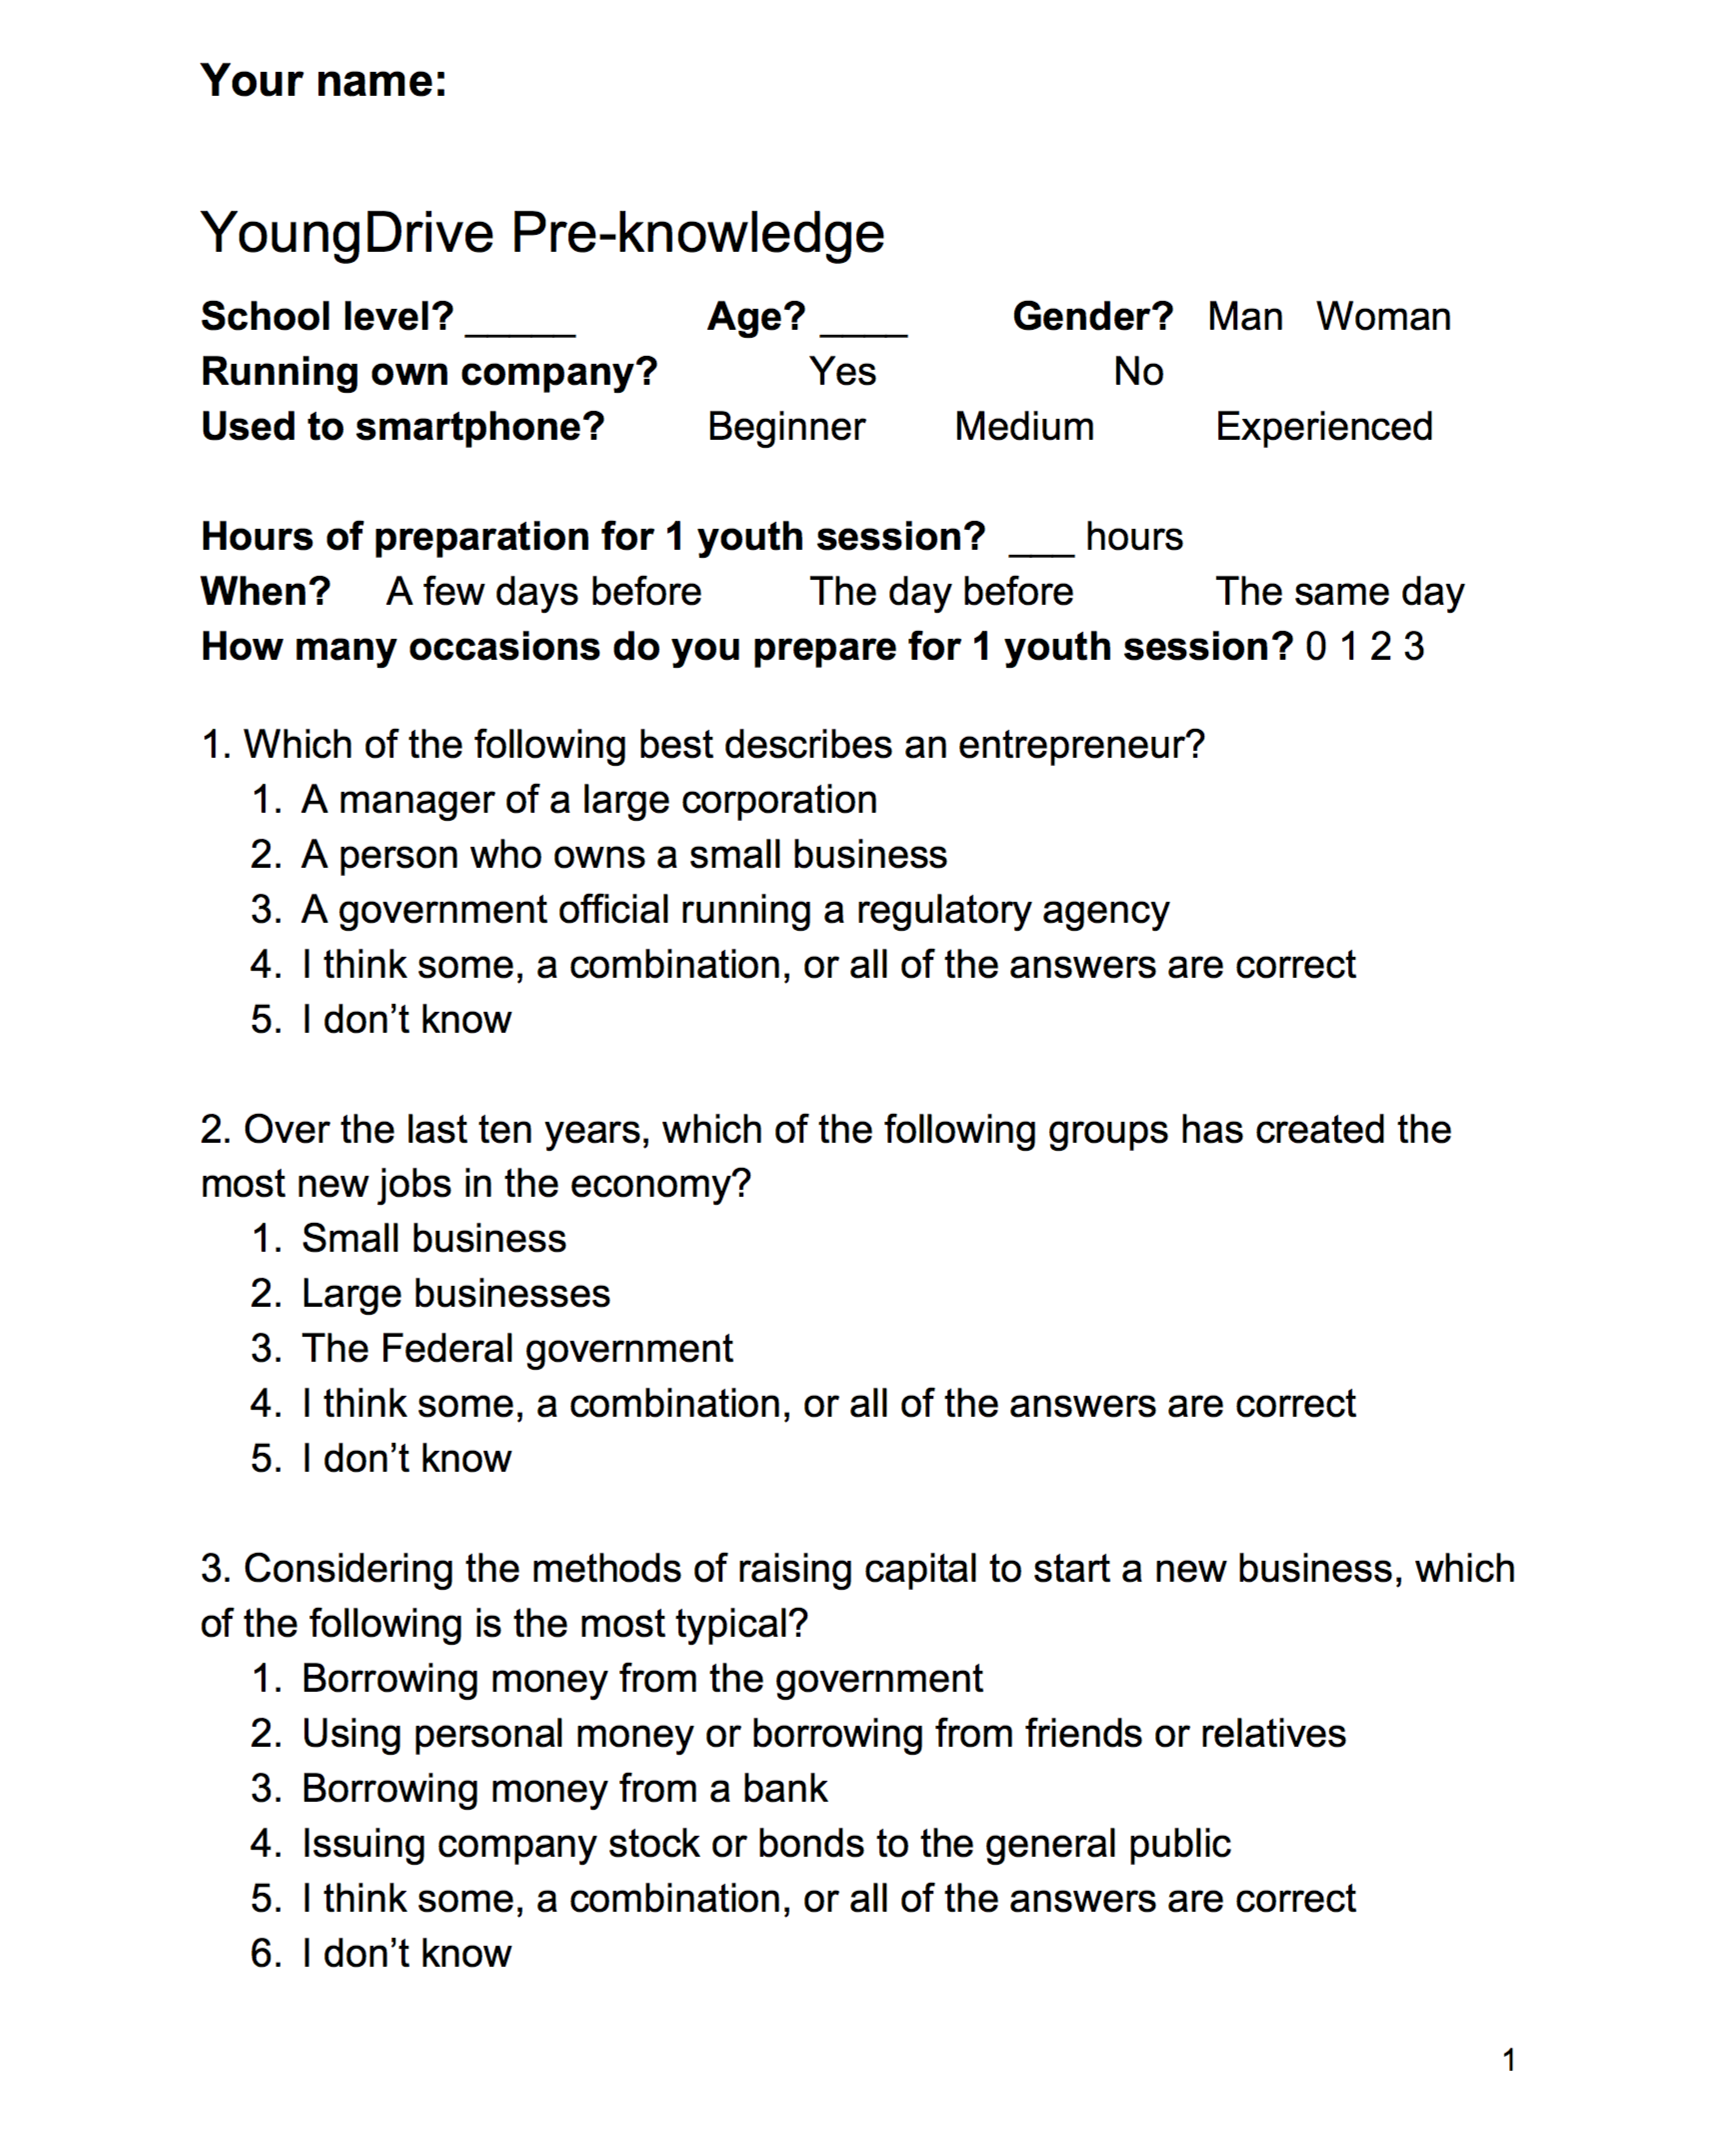 Your name:
YoungDrive Pre-knowledge
School level? _____ Age? ____ Gender? Man Woman
Running own company? Yes No
Used to smartphone? Beginner Medium Experienced
Hours of preparation for 1 youth session? ___ hours
When? A few days before The day before The same day
How many occasions do you prepare for 1 youth session? 0 1 2 3
1. Which of the following best describes an entrepreneur?
1. A manager of a large corporation
2. A person who owns a small business
3. A government official running a regulatory agency
4. I think some, a combination, or all of the answers are correct
5. I don’t know
2. Over the last ten years, which of the following groups has created the
most new jobs in the economy?
1. Small business
2. Large businesses
3. The Federal government
4. I think some, a combination, or all of the answers are correct
5. I don’t know
3. Considering the methods of raising capital to start a new business, which
of the following is the most typical?
1. Borrowing money from the government
2. Using personal money or borrowing from friends or relatives
3. Borrowing money from a bank
4. Issuing company stock or bonds to the general public
5. I think some, a combination, or all of the answers are correct
6. I don’t know
1